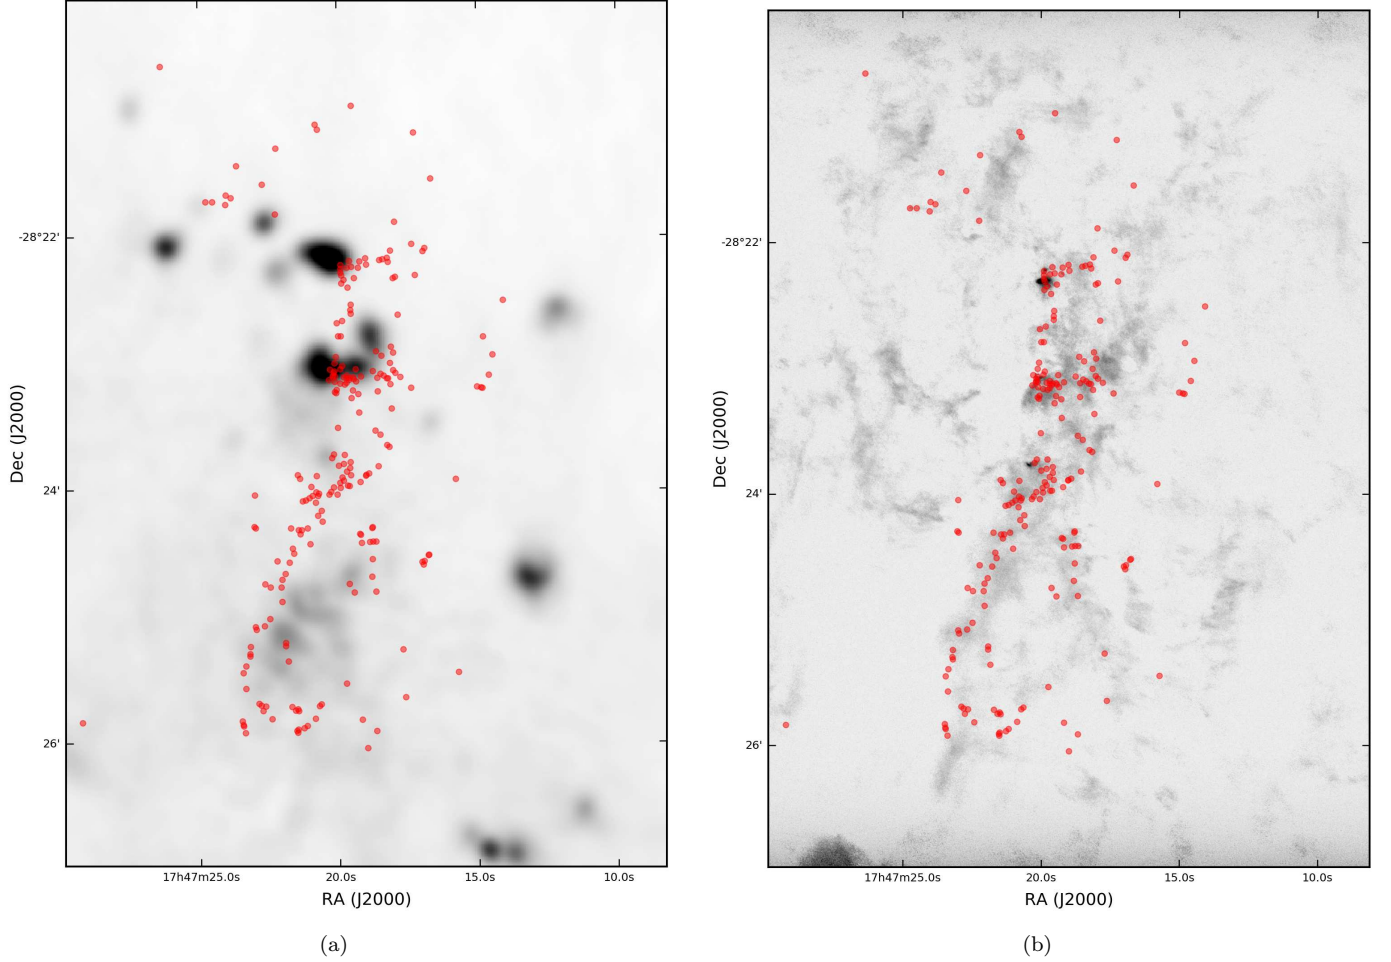 -28°22'
24'
26'
Dec (J2000)
17h47m25.0s 20.0s 15.0s 10.0s
RA (J2000)
(a)
-28°22'
24'
26'
Dec (J2000)
17h47m25.0s 20.0s 15.0s 10.0s
RA (J2000)
(b)